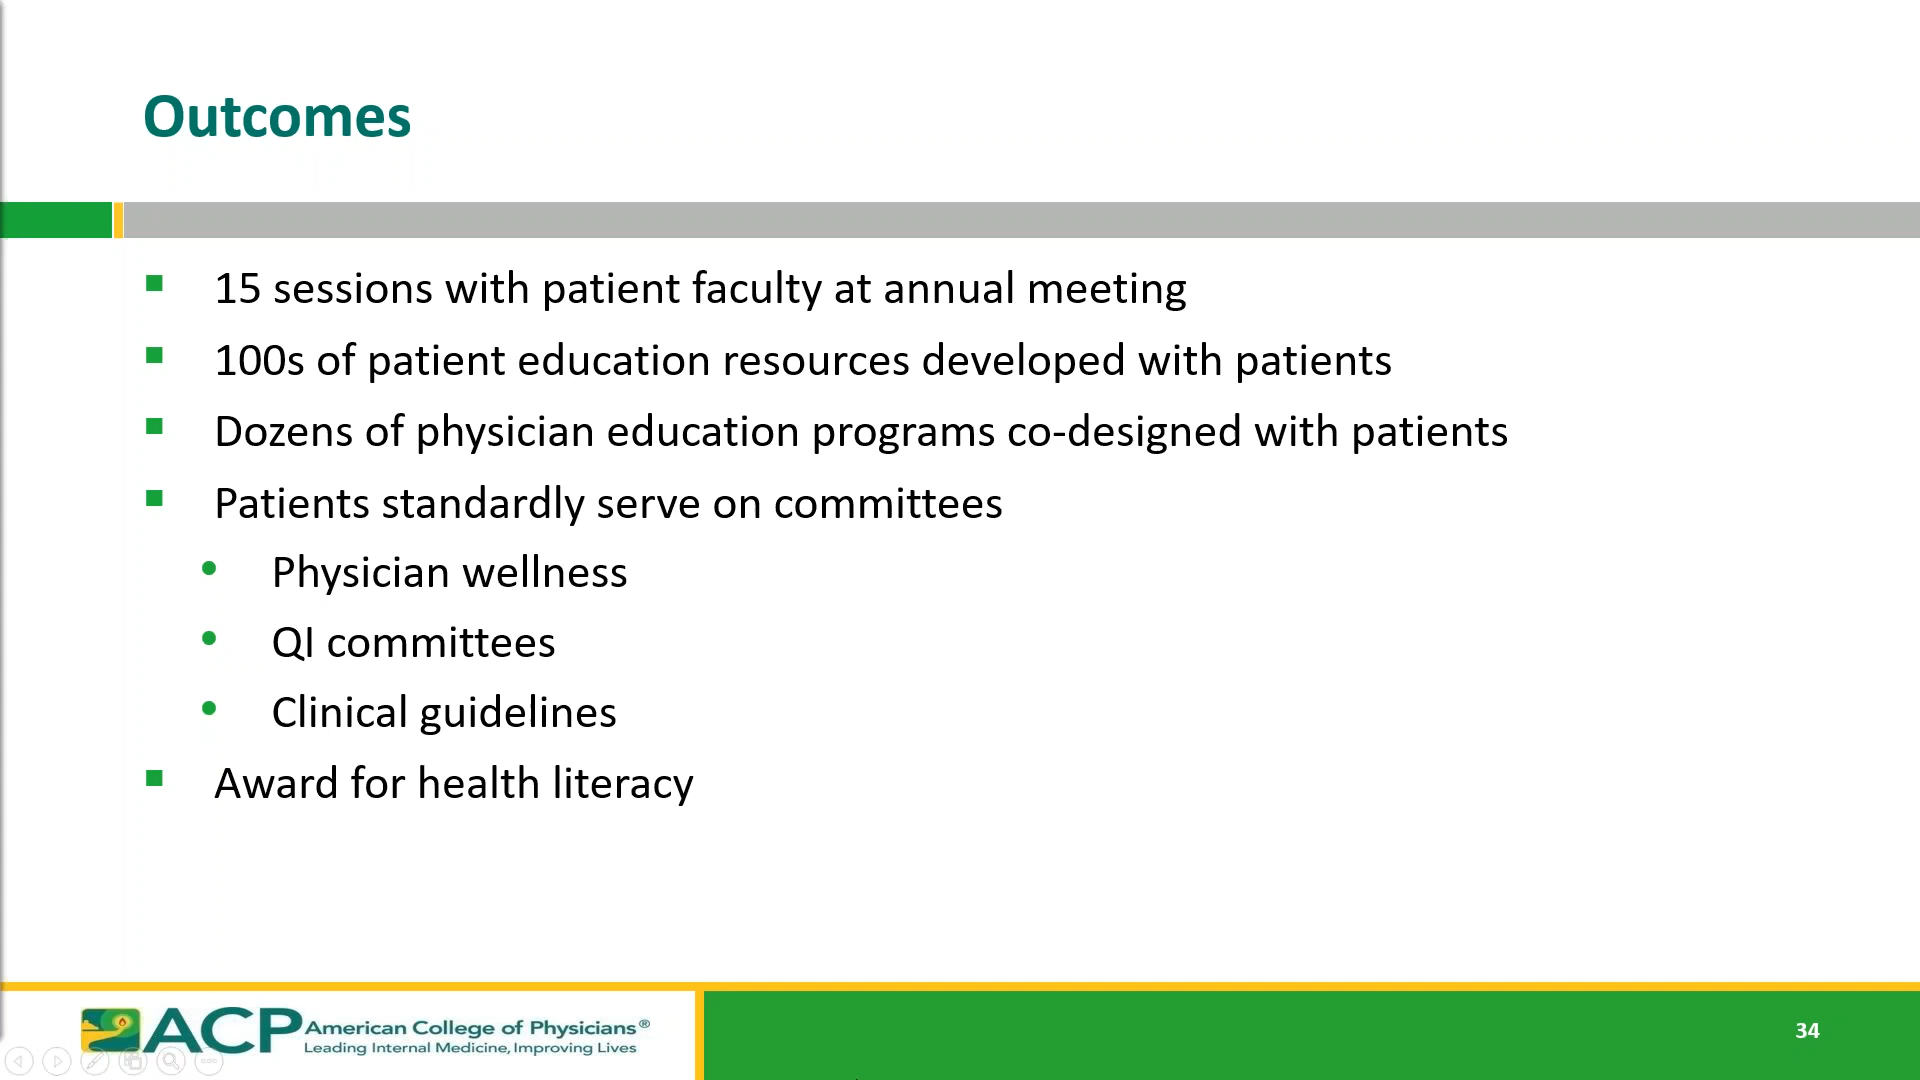 Outcomes
15 sessions with patient faculty at annual meeting
100s of patient education resources developed with patients
Dozens of physician education programs co-designed with patients
Patients standardly serve on committees
Physician wellness
QI committees
Clinical guidelines
Award for health literacy
ACP American College of Physicians®
Leading Internal Medicine, Improving Lives
34